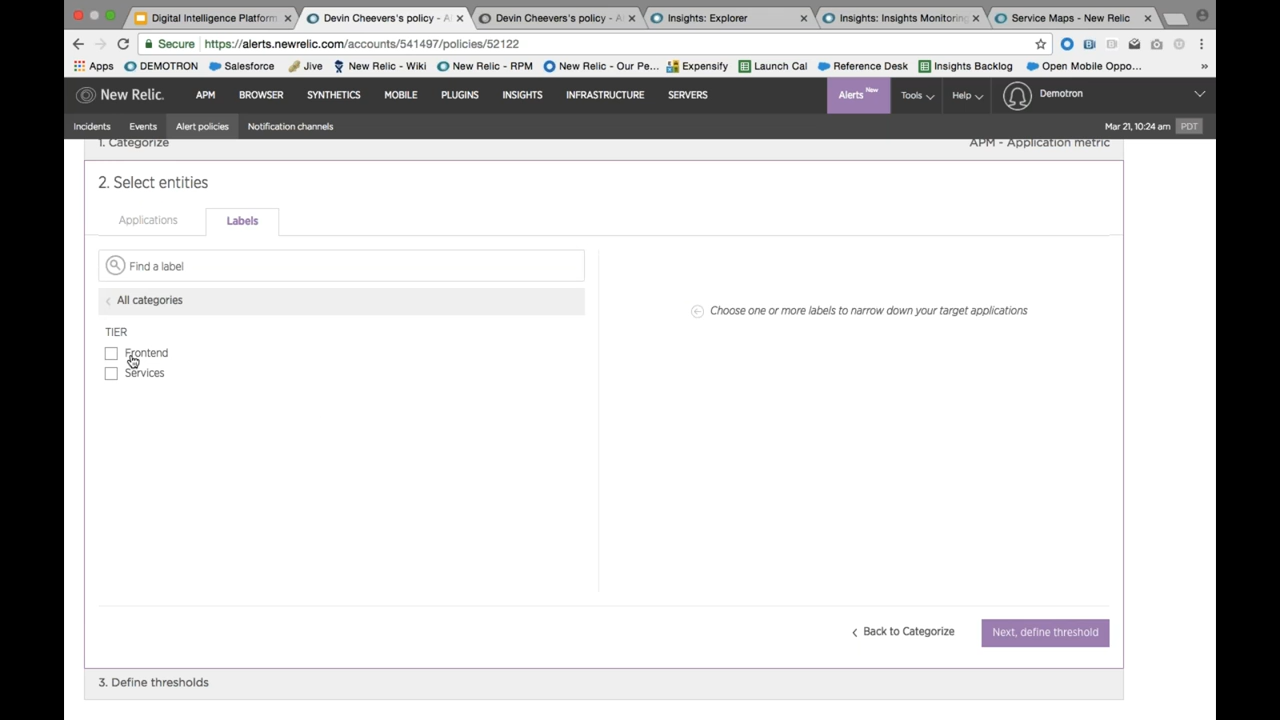 Digital Intelligence Platform
Devin Cheevers's policy - Al
Devin Cheevers's policy - Al
Insights: Explorer
Insights: Insights Monitoring
Service Maps - New Relic
Secure
https://alerts.newrelic.com/accounts/541497/policies/52122
Apps
DEMOTRON
Salesforce
Jive
New Relic - Wiki
New Relic - RPM
New Relic - Our Pe...
Expensify
Launch Cal
Reference Desk
Insights Backlog
Open Mobile Oppo...
»
New Relic.
APM
BROWSER
SYNTHETICS
MOBILE
PLUGINS
INSIGHTS
INFRASTRUCTURE
SERVERS
Alerts New
Tools
Help
Demotron
Incidents
Events
Alert policies
Notification channels
Mar 21, 10:24 am
PDT
1. Categorize
APM - Application metric
2. Select entities
Applications
Labels
Find a label
All categories
Choose one or more labels to narrow down your target applications
TIER
Frontend
Services
Back to Categorize
Next, define threshold
3. Define thresholds